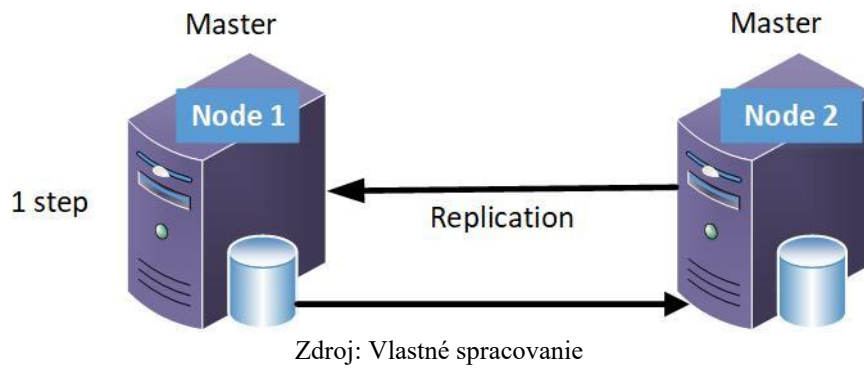 Master
Master
Node 1
Node 2
1 step
Replication
Zdroj: Vlastné spracovanie